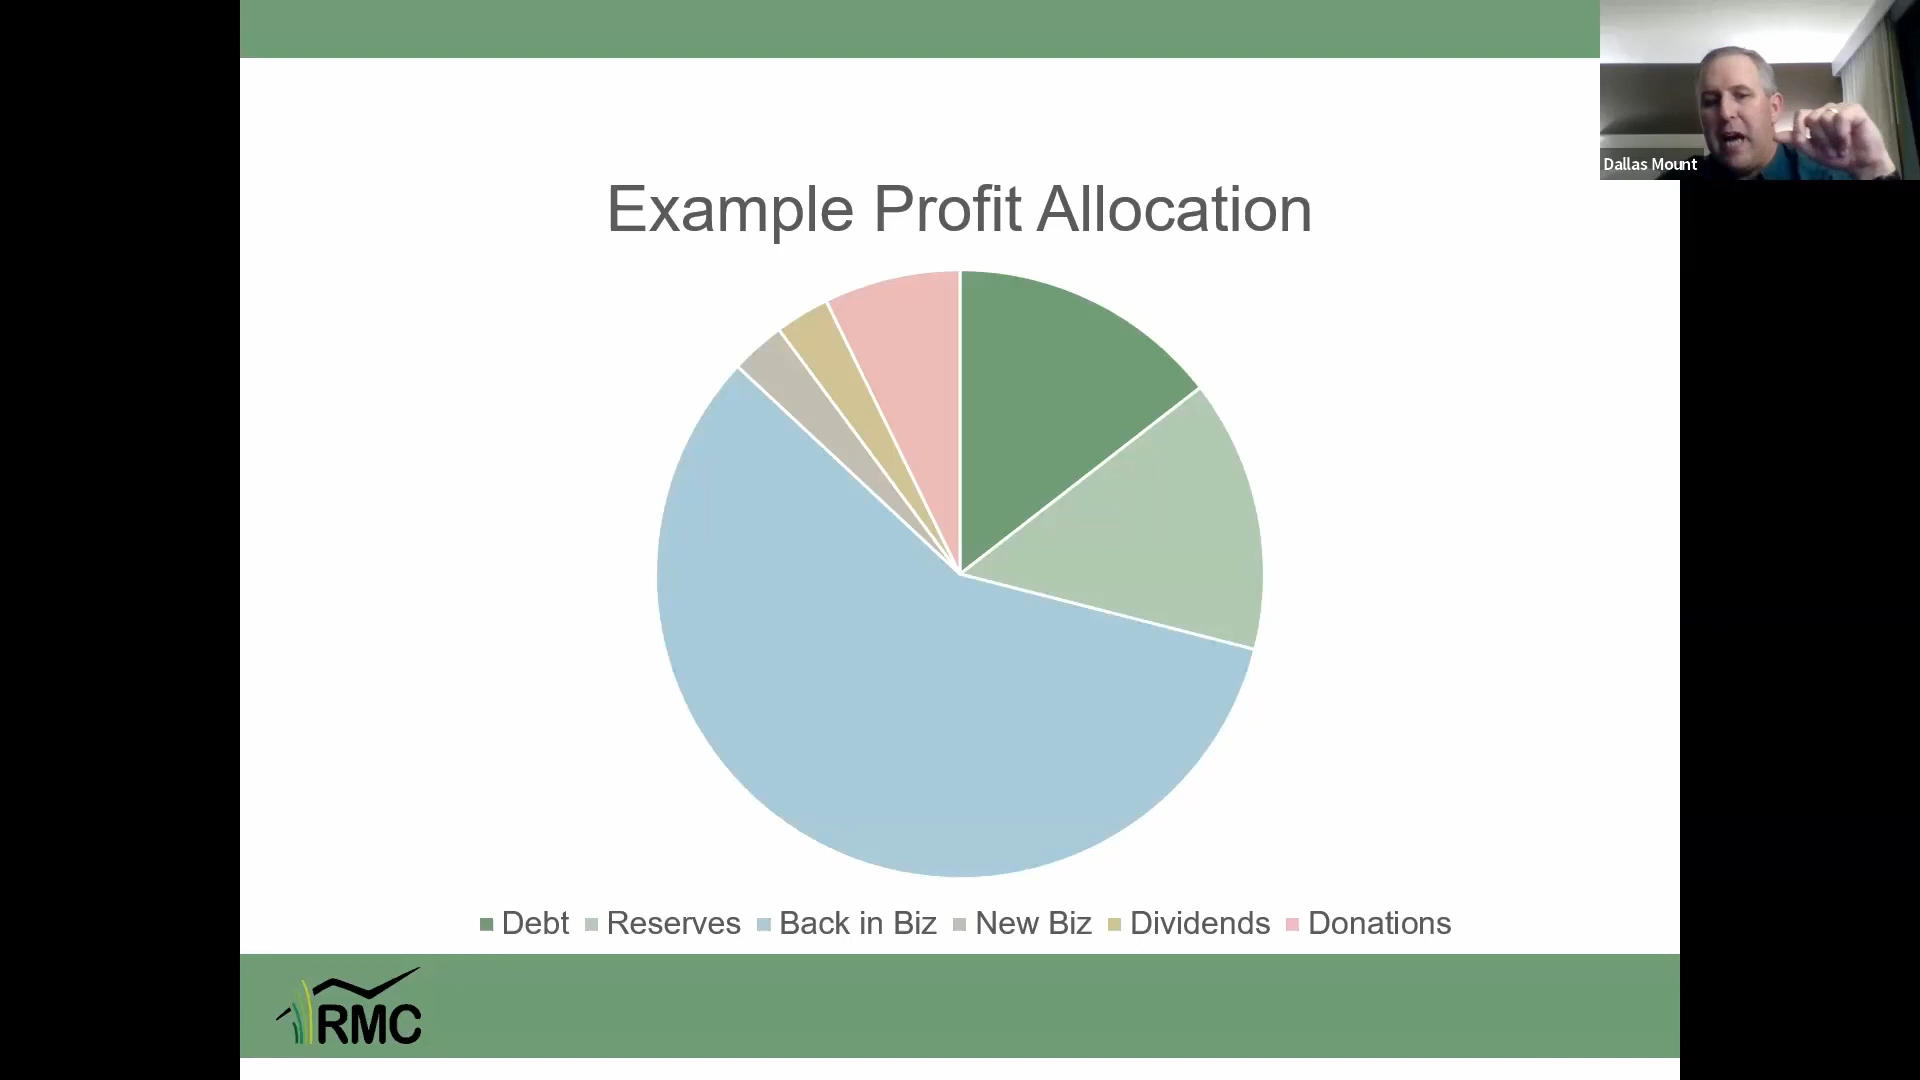 Dallas Mount
Example Profit Allocation
Debt Reserves Back in Biz New Biz Dividends Donations
RMC